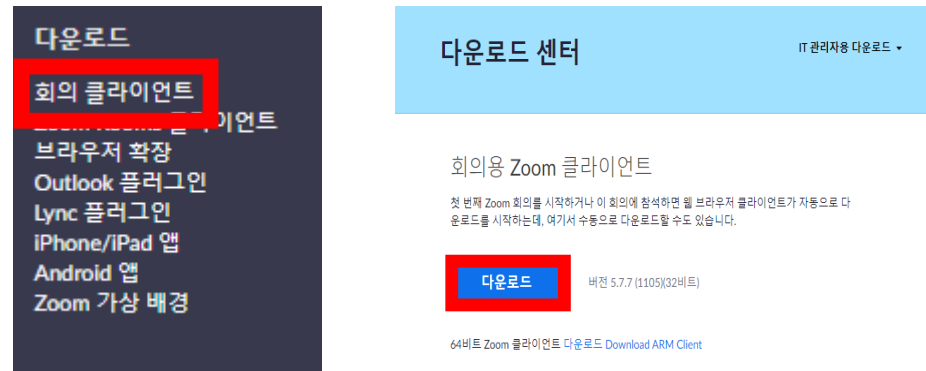 다운로드
회의 클라이언트
Zoom Rooms 클라이언트
브라우저 확장
Outlook 플러그인
Lync 플러그인
iPhone/iPad 앱
Android 앱
Zoom 가상 배경
다운로드 센터
IT 관리자용 다운로드
회의용 Zoom 클라이언트
첫 번째 Zoom 회의를 시작하거나 이 회의에 참석하면 웹 브라우저 클라이언트가 자동으로 다
운로드를 시작하는데, 여기서 수동으로 다운로드할 수도 있습니다.
다운로드
버전 5.7.7 (1105)(32비트)
64비트 Zoom 클라이언트 다운로드 Download ARM Client